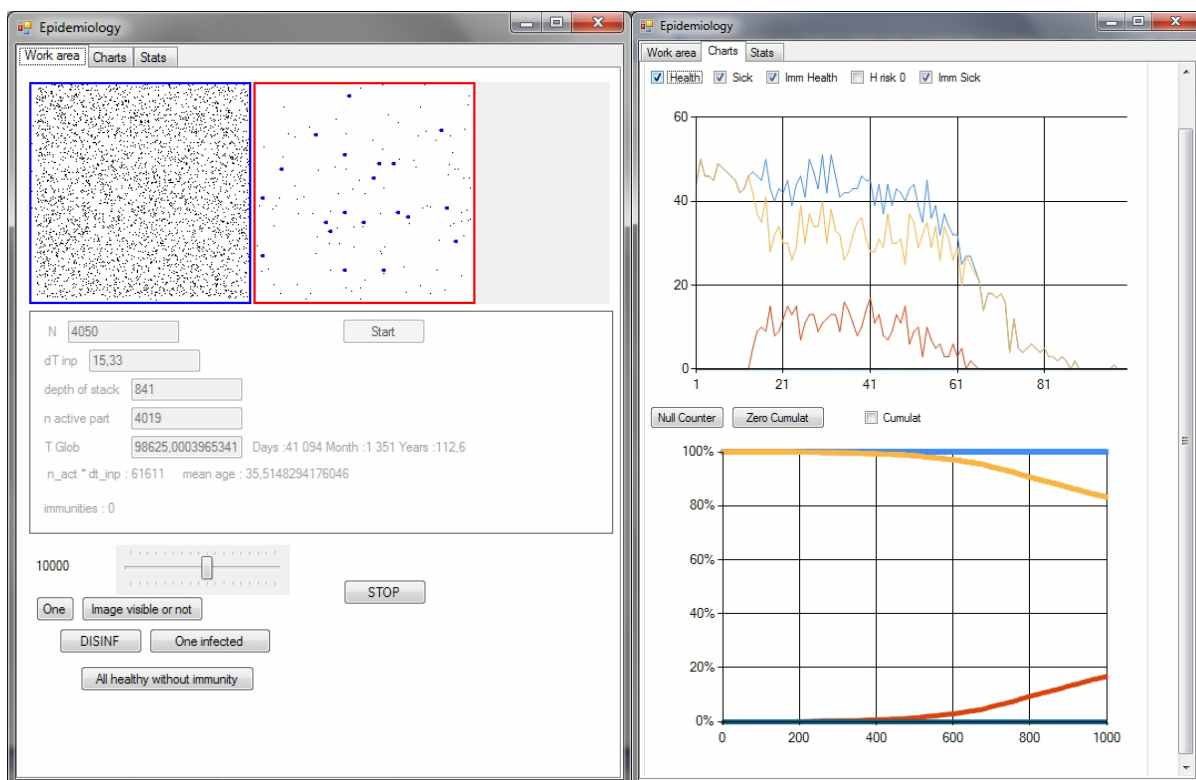 Epidemiology
Work area Charts Stats
N 4050 Start
dT inp 15,33
depth of stack 841
n active part 4019
T Glob 98625,0003965341 Days :41 094 Month :1 351 Years :112,6
n_act * dt_inp : 61611 mean age : 35,5148294176046
immunities : 0
10000
STOP
One Image visible or not
DISINF One infected
All healthy without immunity
Epidemiology
Work area Charts Stats
Health Sick Imm Health H risk 0 Imm Sick
60
40
20
0
1 21 41 61 81
Null Counter Zero Cumulat Cumulat
100%
80%
60%
40%
20%
0%
0 200 400 600 800 1000